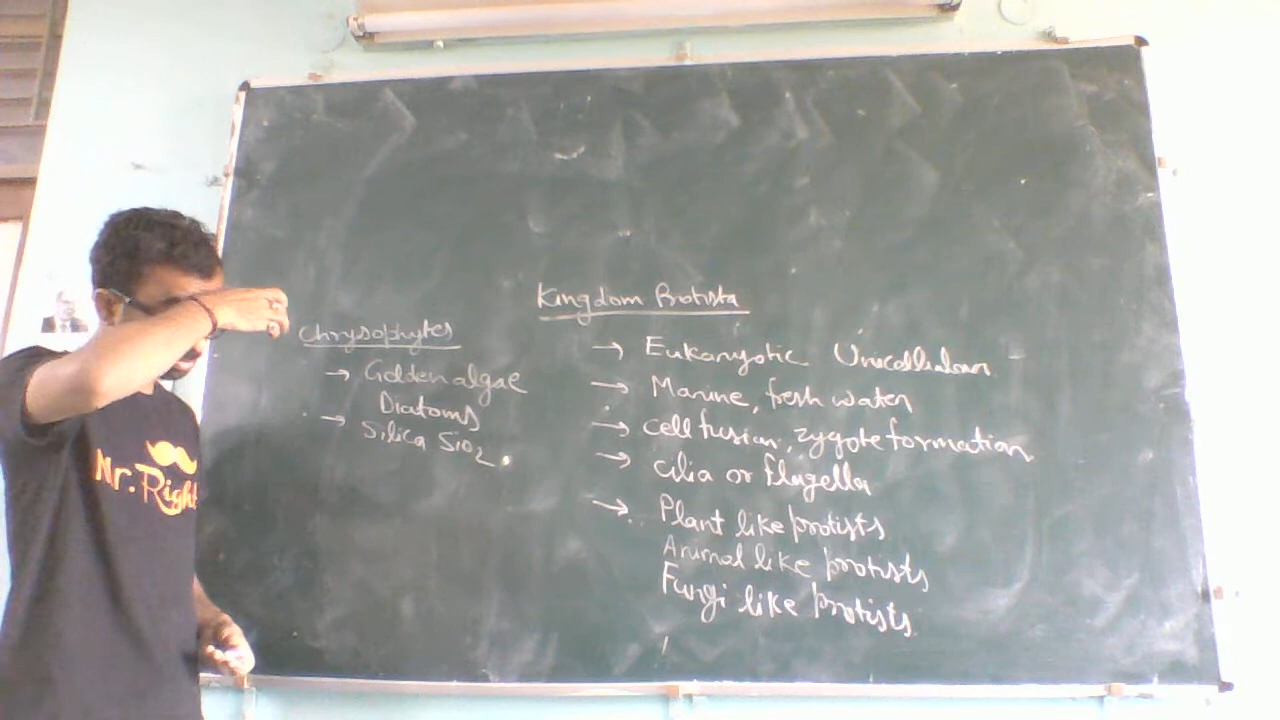 Kingdom Protista
Chrysophytes
→ Golden algae
Diatoms
→ Silica SiO2.
→ Eukaryotic Unicellular
→ Marine, fresh water
→ cell fusion, zygote formation
→ cilia or flagella
→ Plant like protists
Animal like protists
Fungi like protists.
Mr. Right